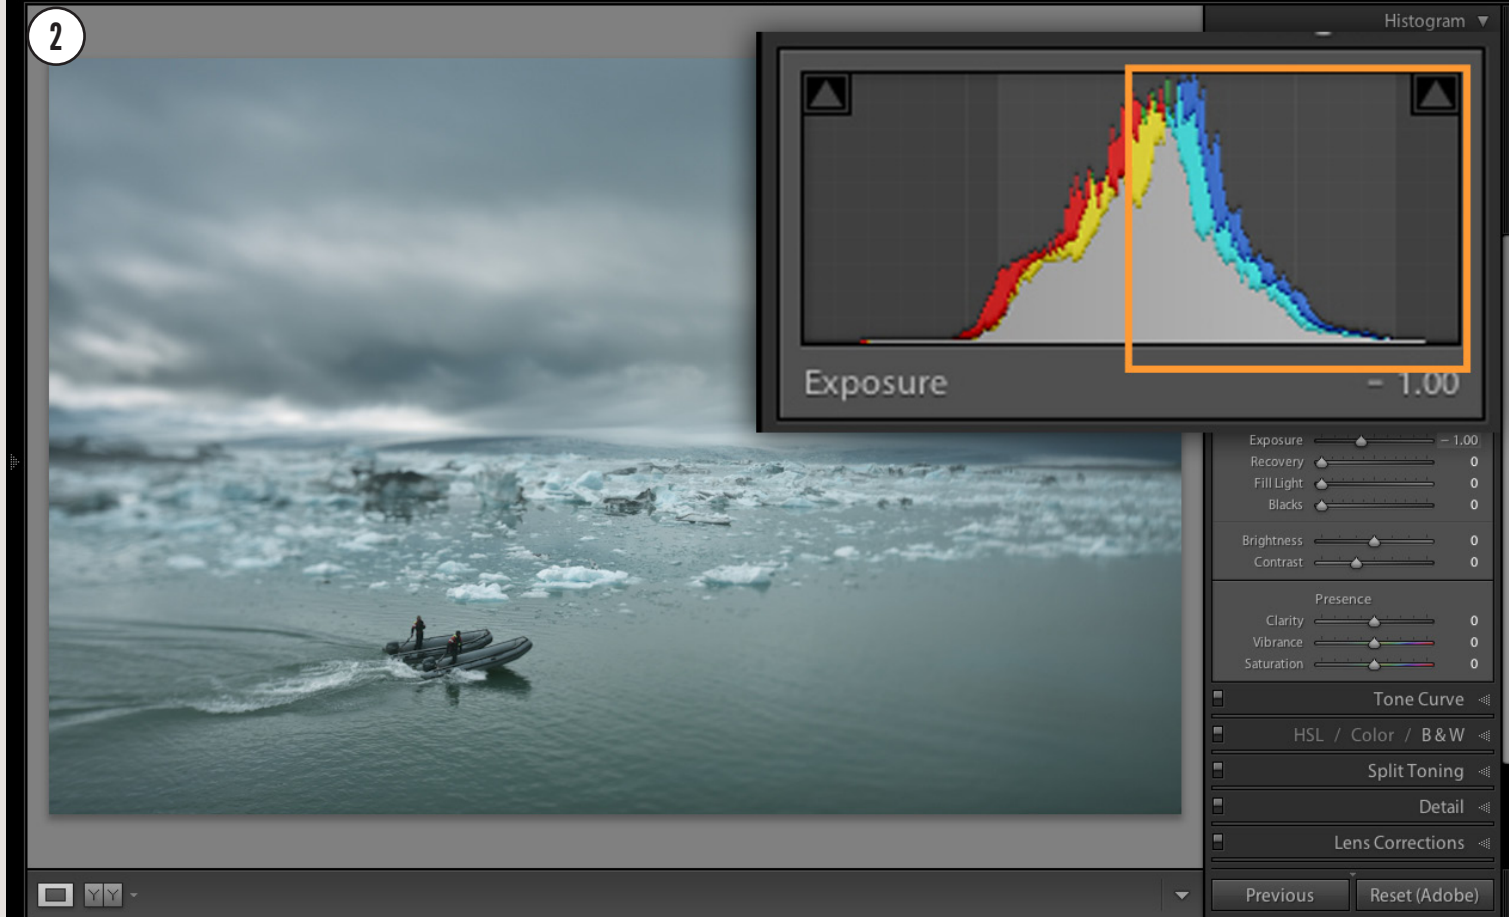 2
Histogram
Exposure - 1.00
Exposure - 1.00
Recovery 0
Fill Light 0
Blacks 0
Brightness 0
Contrast 0
Presence
Clarity 0
Vibrance 0
Saturation 0
Tone Curve
HSL / Color / B & W
Split Toning
Detail
Lens Corrections
Y Y
Previous Reset (Adobe)